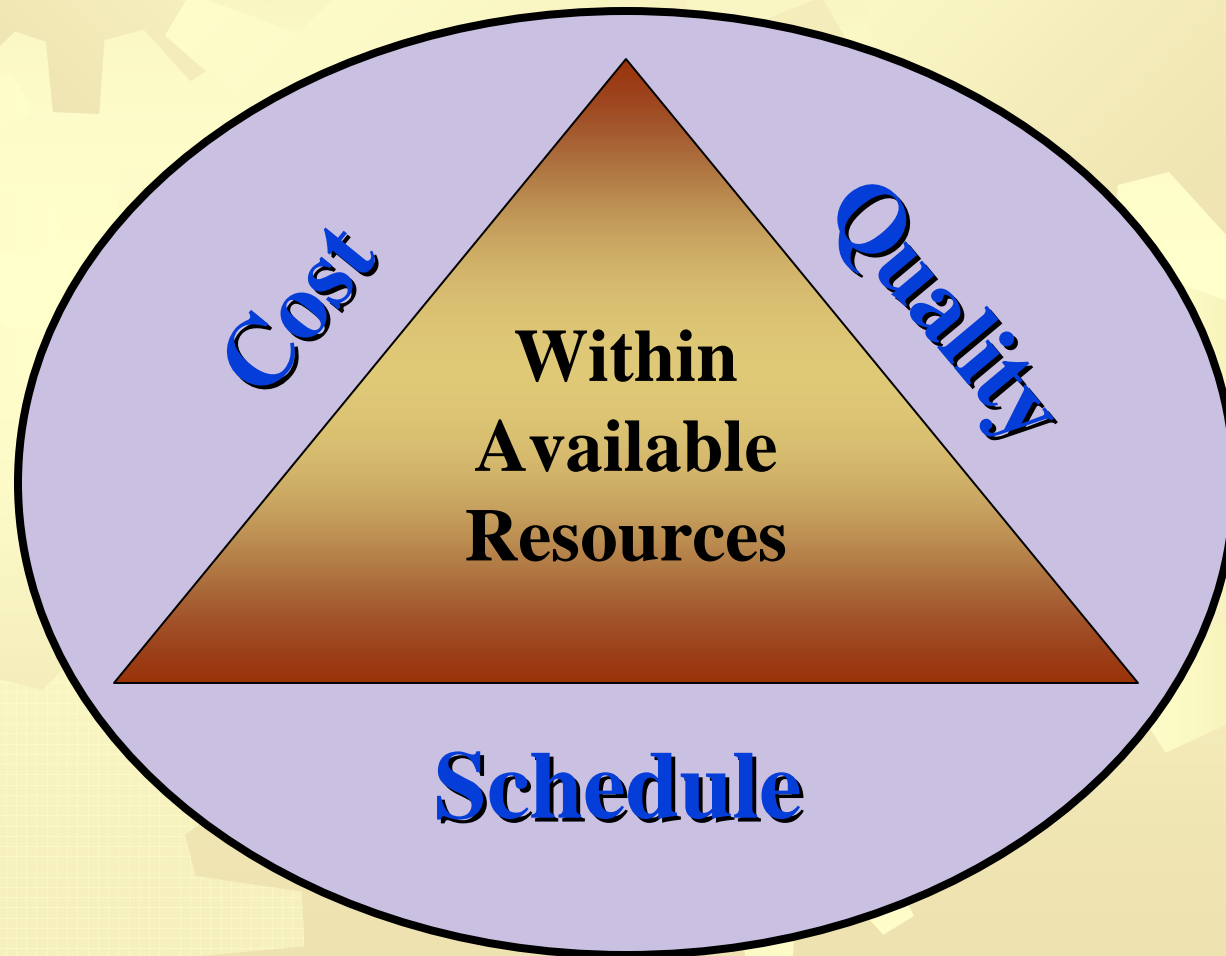 Cost
Quality
Within
Available
Resources
Schedule